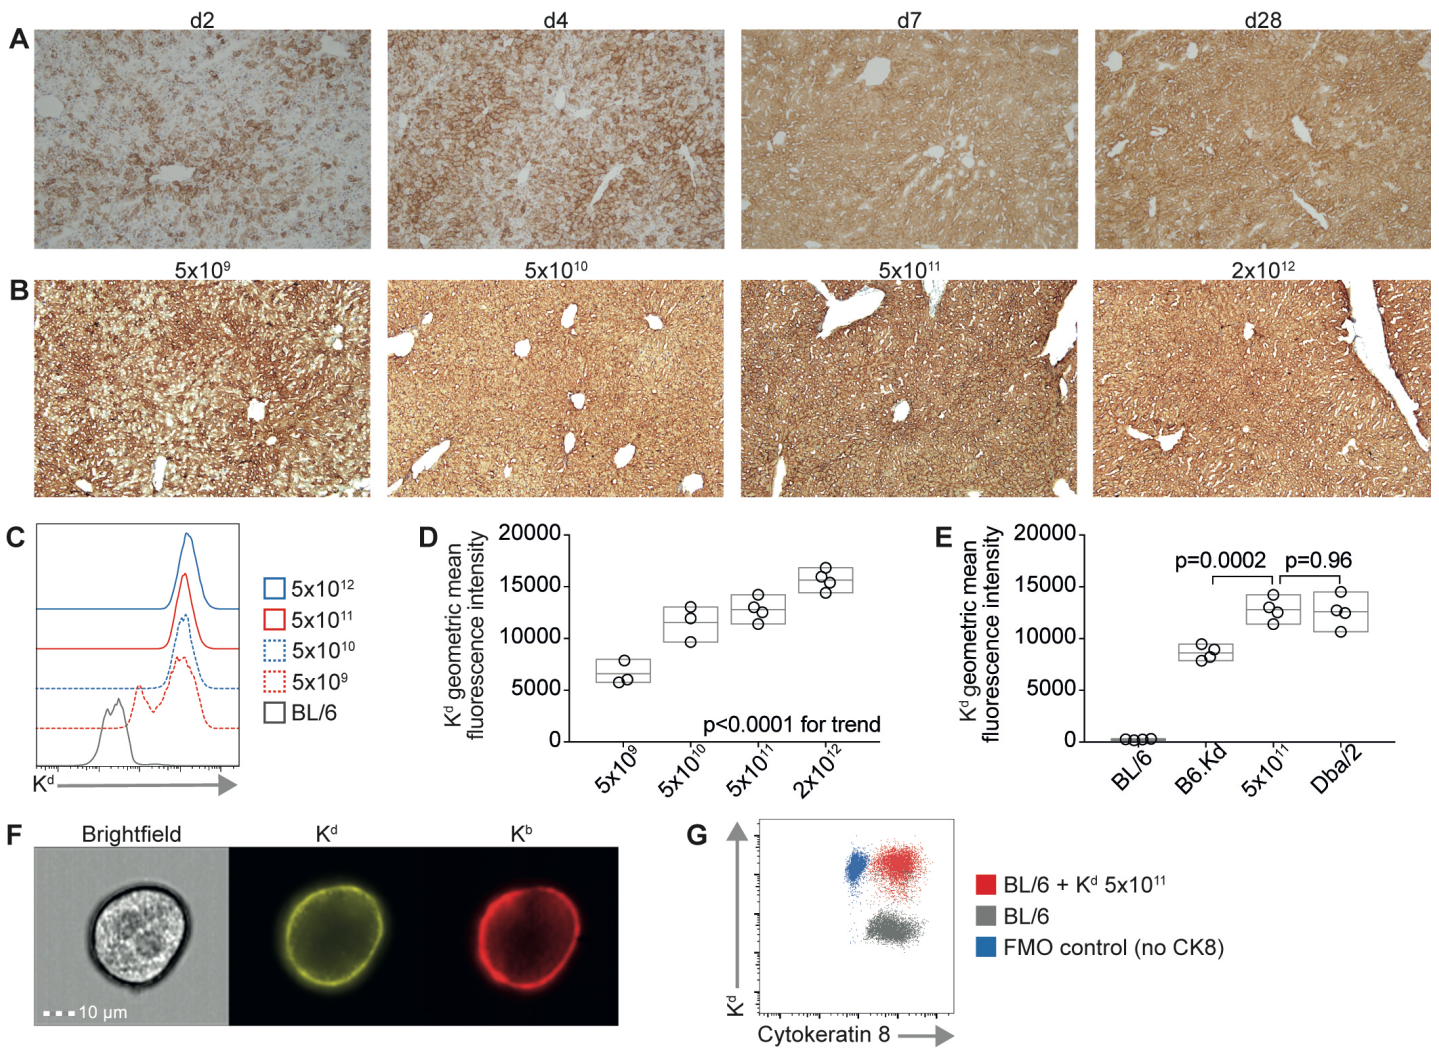 A
d2
d4
d7
d28
B
5x10⁹
5x10¹⁰
5x10¹¹
2x10¹²
C
5x10¹²
5x10¹¹
5x10¹⁰
5x10⁹
BL/6
Kᵈ
D
Kᵈ geometric mean
fluorescence intensity
20000
15000
10000
5000
0
p<0.0001 for trend
5x10⁹
5x10¹⁰
5x10¹¹
2x10¹²
E
Kᵈ geometric mean
fluorescence intensity
20000
15000
10000
5000
0
p=0.0002
p=0.96
BL/6
B6.Kd
5x10¹¹
Dba/2
F
Brightfield
Kᵈ
Kᵇ
10 µm
G
Kᵈ
Cytokeratin 8
BL/6 + Kᵈ 5x10¹¹
BL/6
FMO control (no CK8)